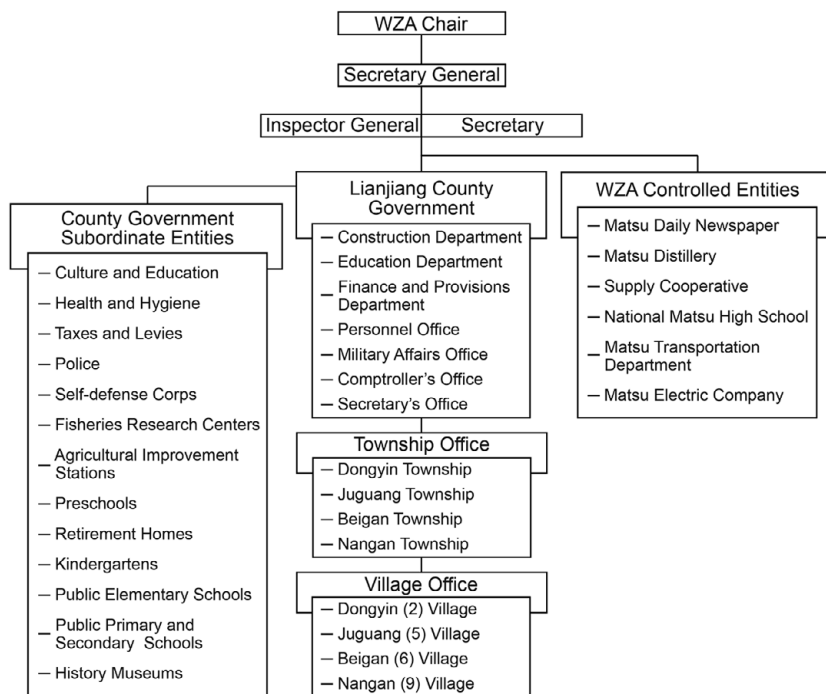 WZA Chair
Secretary General
Inspector General
Secretary
County Government
Subordinate Entities
— Culture and Education
— Health and Hygiene
— Taxes and Levies
— Police
— Self-defense Corps
— Fisheries Research Centers
— Agricultural Improvement
Stations
— Preschools
— Retirement Homes
— Kindergartens
— Public Elementary Schools
— Public Primary and
Secondary Schools
— History Museums
Lianjiang County
Government
— Construction Department
— Education Department
— Finance and Provisions
Department
— Personnel Office
— Military Affairs Office
— Comptroller's Office
— Secretary's Office
Township Office
— Dongyin Township
— Juguang Township
— Beigan Township
— Nangan Township
Village Office
— Dongyin (2) Village
— Juguang (5) Village
— Beigan (6) Village
— Nangan (9) Village
WZA Controlled Entities
— Matsu Daily Newspaper
— Matsu Distillery
— Supply Cooperative
— National Matsu High School
— Matsu Transportation
Department
— Matsu Electric Company